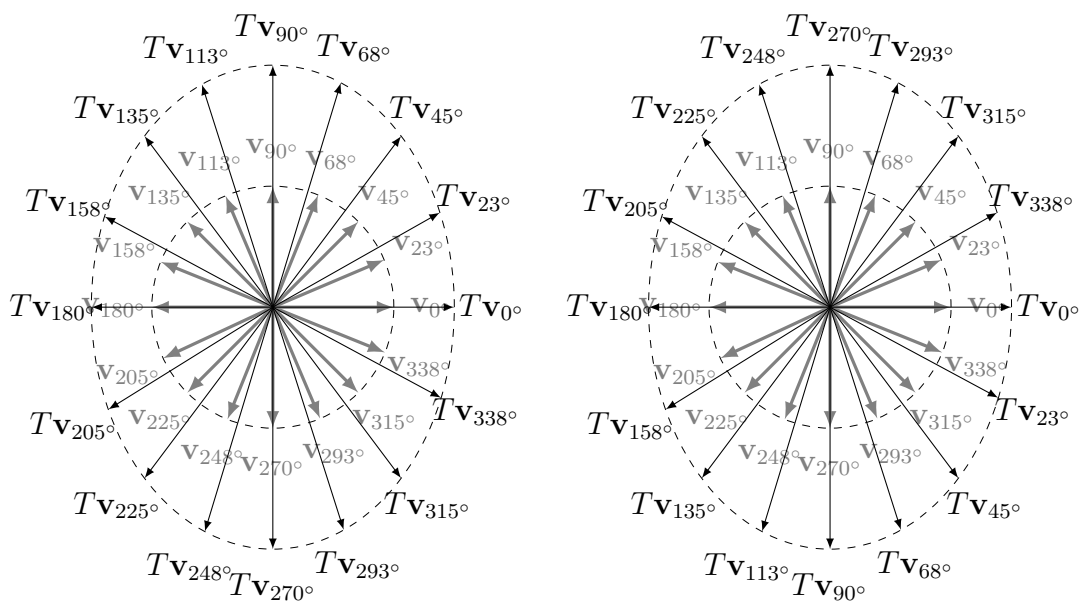 Tv₉₀° Tv₂₇₀°
Tv₁₁₃° Tv₆₈° Tv₂₄₈° Tv₂₉₃°
Tv₁₃₅° Tv₄₅° Tv₂₂₅° Tv₃₁₅°
v₁₁₃° v₉₀° v₆₈° v₁₁₃° v₉₀° v₆₈°
v₁₃₅° v₄₅° v₁₃₅° v₄₅°
Tv₁₅₈° Tv₂₃° Tv₂₀₅° Tv₃₃₈°
v₁₅₈° v₂₃° v₁₅₈° v₂₃°
Tv₁₈₀° v₁₈₀° v₀° Tv₀° Tv₁₈₀° v₁₈₀° v₀° Tv₀°
v₂₀₅° v₃₃₈° v₂₀₅° v₃₃₈°
Tv₂₀₅° v₂₂₅° v₃₁₅° Tv₃₃₈° Tv₁₅₈° v₂₂₅° v₃₁₅° Tv₂₃°
v₂₄₈° v₂₇₀° v₂₉₃° v₂₄₈° v₂₇₀° v₂₉₃°
Tv₂₂₅° Tv₃₁₅° Tv₁₃₅° Tv₄₅°
Tv₂₄₈° Tv₂₉₃° Tv₁₁₃° Tv₆₈°
Tv₂₇₀° Tv₉₀°